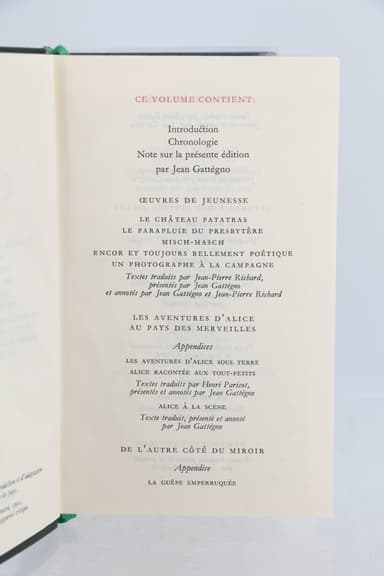 CE VOLUME CONTIENT:
Introduction
Chronologie
Note sur la présente édition
par Jean Gattégno
ŒUVRES DE JEUNESSE
LE CHÂTEAU PATATRAS
LE PARAPLUIE DU PRESBYTÈRE
MISCH-MASCH
ENCOR ET TOUJOURS BELLEMENT POÉTIQUE
UN PHOTOGRAPHE À LA CAMPAGNE
Textes traduits par Jean-Pierre Richard,
présentés par Jean Gattégno
et annotés par Jean Gattégno et Jean-Pierre Richard
LES AVENTURES D'ALICE
AU PAYS DES MERVEILLES
Appendices
LES AVENTURES D'ALICE SOUS TERRE
ALICE RACONTÉE AUX TOUT-PETITS
Textes traduits par Henri Parisot,
présentés et annotés par Jean Gattégno
ALICE À LA SCÈNE
Texte traduit, présenté et annoté
par Jean Gattégno
DE L'AUTRE CÔTÉ DU MIROIR
Appendice
LA GUÊPE EMPERRUQUÉE